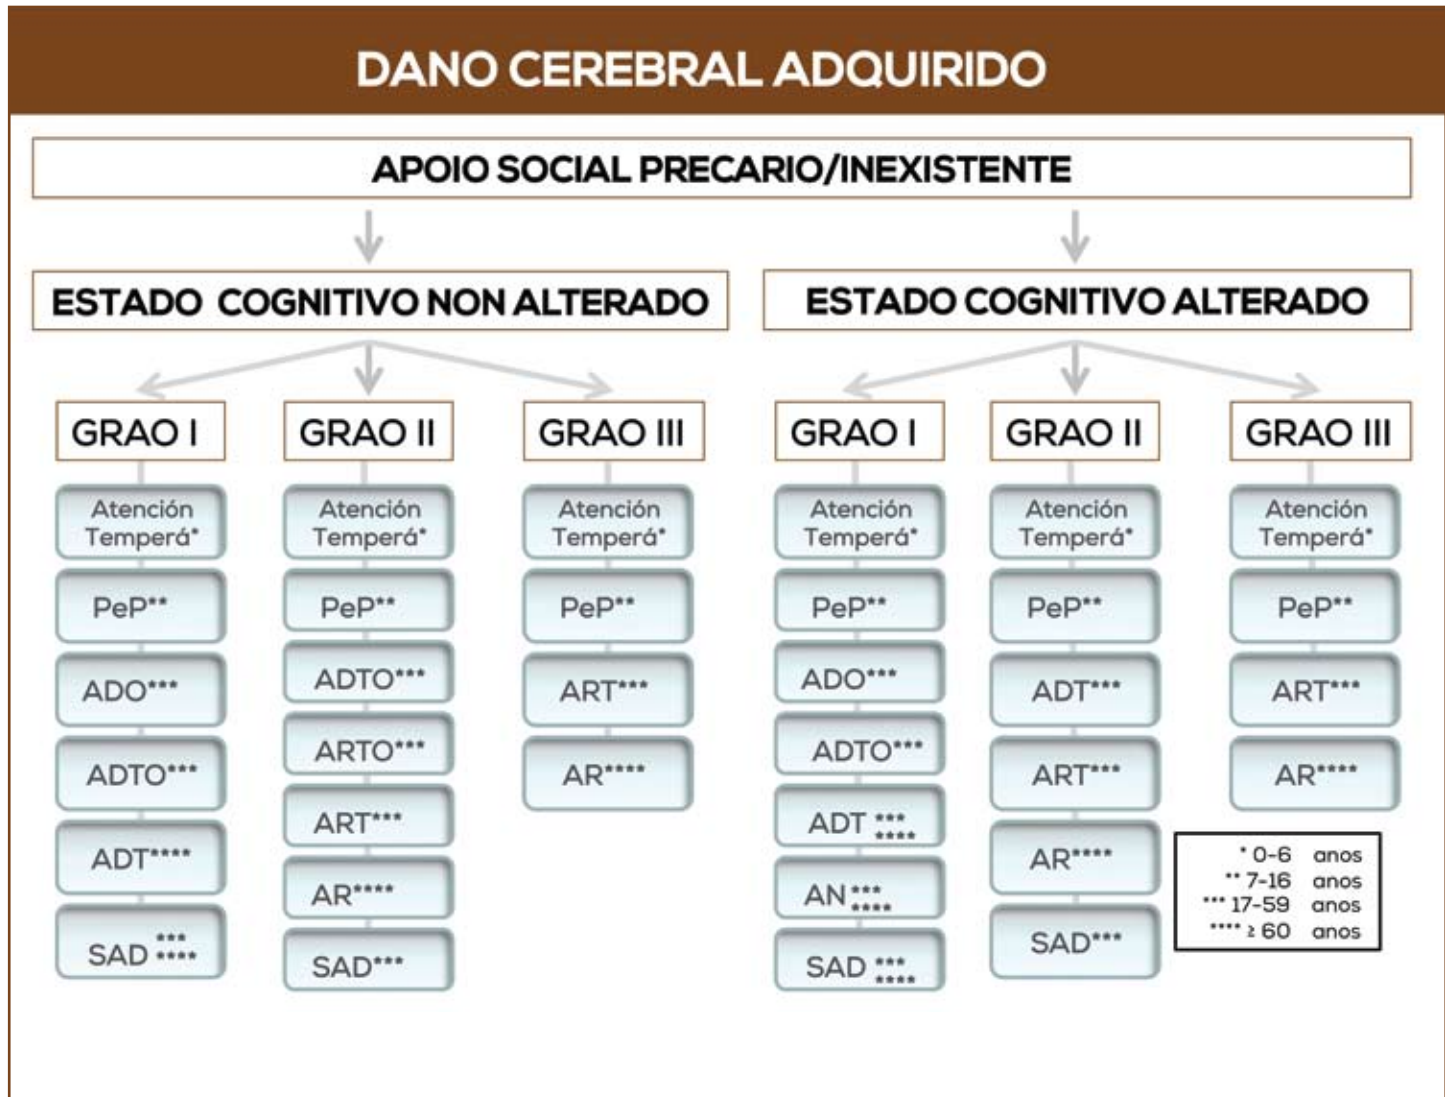 DANO CEREBRAL ADQUIRIDO
APOIO SOCIAL PRECARIO/INEXISTENTE
ESTADO COGNITIVO NON ALTERADO
GRAO I
Atención
Temperá*
PeP**
ADO***
ADTO***
ADT****
SAD ***
****
GRAO II
Atención
Temperá*
PeP**
ADTO***
ARTO***
ART***
AR****
SAD***
GRAO III
Atención
Temperá*
PeP**
ART***
AR****
ESTADO COGNITIVO ALTERADO
GRAO I
Atención
Temperá*
PeP**
ADO***
ADTO***
ADT ***
****
AN ***
****
SAD ***
****
GRAO II
Atención
Temperá*
PeP**
ADT***
ART***
AR****
SAD***
GRAO III
Atención
Temperá*
PeP**
ART***
AR****
* 0-6 anos
** 7-16 anos
*** 17-59 anos
**** ≥ 60 anos